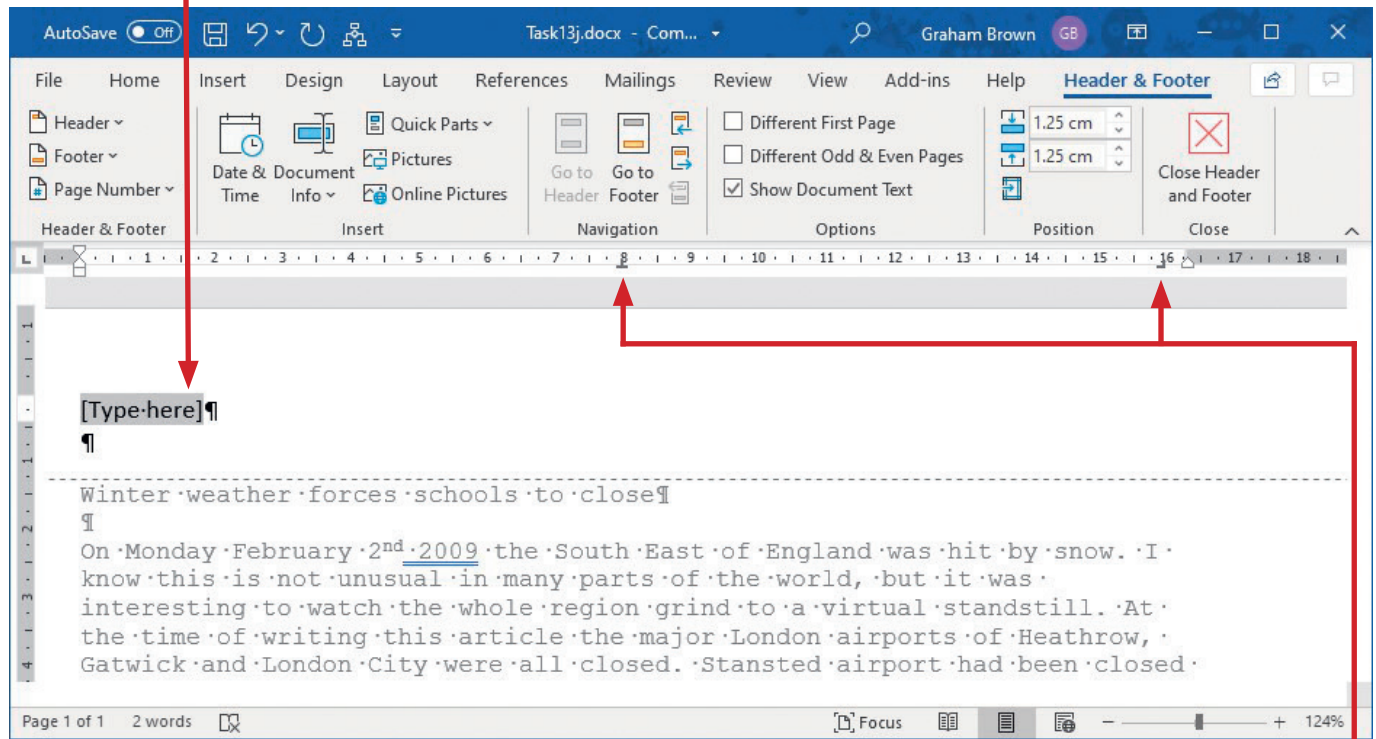 AutoSave Off Task13j.docx - Com... Graham Brown GB
File Home Insert Design Layout References Mailings Review View Add-ins Help Header & Footer
Header Quick Parts Different First Page 1.25 cm
Footer Pictures Different Odd & Even Pages 1.25 cm
Page Number Online Pictures Show Document Text
Date & Time Document Info Go to Header Go to Footer Close Header and Footer
Header & Footer Insert Navigation Options Position Close
L 1 2 3 4 5 6 7 8 9 10 11 12 13 14 15 16 17 18
1
[Type·here]¶
¶
1
Winter·weather·forces·schools·to·close¶
¶
2
On·Monday·February·2nd·2009·the·South·East·of·England·was·hit·by·snow.·I·
know·this·is·not·unusual·in·many·parts·of·the·world,·but·it·was·
3
interesting·to·watch·the·whole·region·grind·to·a·virtual·standstill.·At·
the·time·of·writing·this·article·the·major·London·airports·of·Heathrow,·
4
Gatwick·and·London·City·were·all·closed.·Stansted·airport·had·been·closed·
Page 1 of 1 2 words Focus - + 124%